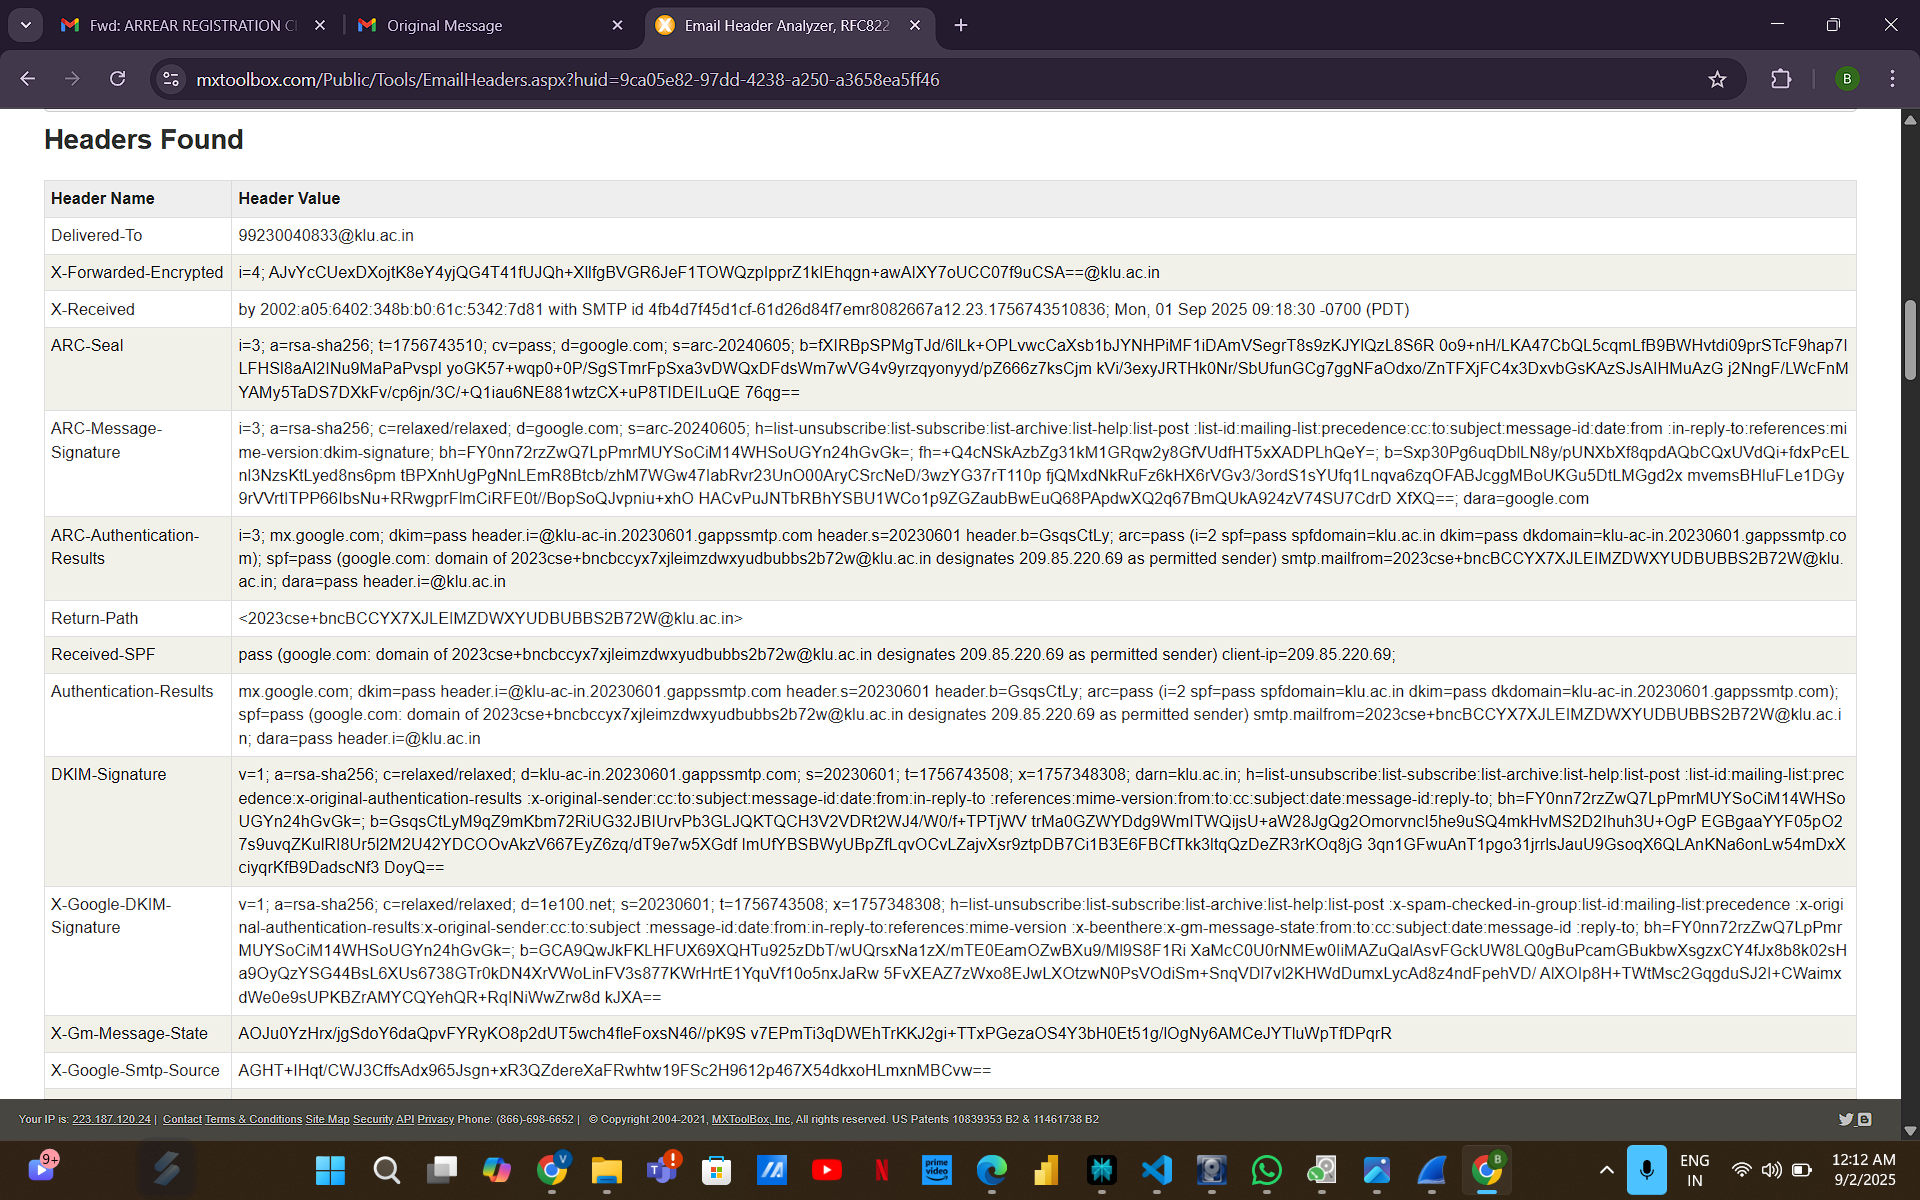 Fwd: ARREAR REGISTRATION CI
Original Message
Email Header Analyzer, RFC822
mxtoolbox.com/Public/Tools/EmailHeaders.aspx?huid=9ca05e82-97dd-4238-a250-a3658ea5ff46
B
Headers Found
Header Name Header Value
Delivered-To 99230040833@klu.ac.in
X-Forwarded-Encrypted i=4; AJvYcCUexDXojtK8eY4yjQG4T41fUJQh+XllfgBVGR6JeF1TOWQzpIpprZ1klEhqgn+awAlXY7oUCC07f9uCSA==@klu.ac.in
X-Received by 2002:a05:6402:348b:b0:61c:5342:7d81 with SMTP id 4fb4d7f45d1cf-61d26d84f7emr8082667a12.23.1756743510836; Mon, 01 Sep 2025 09:18:30 -0700 (PDT)
ARC-Seal i=3; a=rsa-sha256; t=1756743510; cv=pass; d=google.com; s=arc-20240605; b=fXIRBpSPMgTJd/6lLk+OPLvwcCaXsb1bJYNHPiMF1iDAmVSegrT8s9zKJYlQzL8S6R 0o9+nH/LKA47CbQL5cqmLfB9BWHvtdi09prSTcF9hap7I
LFHSl8aAl2INu9MaPaPvspI yoGK57+wqp0+0P/SgSTmrFpSxa3vDWQxDFdsWm7wVG4v9yrzqyonyyd/pZ666z7ksCjm kVi/3exyJRTHk0Nr/SbUfunGCg7ggNFaOdxo/ZnTFXjFC4x3DxvbGsKAzSJsAlHMuAzG j2NngF/LWcFnM
YAMy5TaDS7DXkFv/cp6jn/3C/+Q1iau6NE881wtzCX+uP8TIDEILuQE 76qg==
ARC-Message- i=3; a=rsa-sha256; c=relaxed/relaxed; d=google.com; s=arc-20240605; h=list-unsubscribe:list-subscribe:list-archive:list-help:list-post :list-id:mailing-list:precedence:cc:to:subject:message-id:date:from :in-reply-to:references:mi
Signature me-version:dkim-signature; bh=FY0nn72rzZwQ7LpPmrMUYSoCiM14WHSoUGYn24hGvGk=; fh=+Q4cNSkAzbZg31kM1GRqw2y8GfVUdfHT5xXADPLhQeY=; b=Sxp30Pg6uqDblLN8y/pUNXbXf8qpdAQbCQxUVdQi+fdxPcEL
nl3NzsKtLyed8ns6pm tBPXnhUgPgNnLEmR8Btcb/zhM7WGw47labRvr23UnO00AryCSrcNeD/3wzYG37rT110p fjQMxdNkRuFz6kHX6rVGv3/3ordS1sYUfq1Lnqva6zqOFABJcggMBoUKGu5DtLMGgd2x mvemsBHluFLe1DGy
9rVVrtITPP66IbsNu+RRwgprFlmCiRFE0t//BopSoQJvpniu+xhO HACvPuJNTbRBhYSBU1WCo1p9ZGZaubBwEuQ68PApdwXQ2q67BmQUkA924zV74SU7CdrD XfXQ==; dara=google.com
ARC-Authentication- i=3; mx.google.com; dkim=pass header.i=@klu-ac-in.20230601.gappssmtp.com header.s=20230601 header.b=GsqsCtLy; arc=pass (i=2 spf=pass spfdomain=klu.ac.in dkim=pass dkdomain=klu-ac-in.20230601.gappssmtp.co
Results m); spf=pass (google.com: domain of 2023cse+bncbccyx7xjleimzdwxyudbubbs2b72w@klu.ac.in designates 209.85.220.69 as permitted sender) smtp.mailfrom=2023cse+bncBCCYX7XJLEIMZDWXYUDBUBBS2B72W@klu.
ac.in; dara=pass header.i=@klu.ac.in
Return-Path <2023cse+bncBCCYX7XJLEIMZDWXYUDBUBBS2B72W@klu.ac.in>
Received-SPF pass (google.com: domain of 2023cse+bncbccyx7xjleimzdwxyudbubbs2b72w@klu.ac.in designates 209.85.220.69 as permitted sender) client-ip=209.85.220.69;
Authentication-Results mx.google.com; dkim=pass header.i=@klu-ac-in.20230601.gappssmtp.com header.s=20230601 header.b=GsqsCtLy; arc=pass (i=2 spf=pass spfdomain=klu.ac.in dkim=pass dkdomain=klu-ac-in.20230601.gappssmtp.com);
spf=pass (google.com: domain of 2023cse+bncbccyx7xjleimzdwxyudbubbs2b72w@klu.ac.in designates 209.85.220.69 as permitted sender) smtp.mailfrom=2023cse+bncBCCYX7XJLEIMZDWXYUDBUBBS2B72W@klu.ac.i
n; dara=pass header.i=@klu.ac.in
DKIM-Signature v=1; a=rsa-sha256; c=relaxed/relaxed; d=klu-ac-in.20230601.gappssmtp.com; s=20230601; t=1756743508; x=1757348308; darn=klu.ac.in; h=list-unsubscribe:list-subscribe:list-archive:list-help:list-post :list-id:mailing-list:prec
edence:x-original-authentication-results :x-original-sender:cc:to:subject:message-id:date:from:in-reply-to :references:mime-version:from:to:cc:subject:date:message-id:reply-to; bh=FY0nn72rzZwQ7LpPmrMUYSoCiM14WHSo
UGYn24hGvGk=; b=GsqsCtLyM9qZ9mKbm72RiUG32JBIUrvPb3GLJQKTQCH3V2VDRt2WJ4/W0/f+TPTjWV trMa0GZWYDdg9WmITWQijsU+aW28JgQg2Omorvncl5he9uSQ4mkHvMS2D2Ihuh3U+OgP EGBgaaYYF05pO2
7s9uvqZKulRI8Ur5l2M2U42YDCOOvAkzV667EyZ6zq/dT9e7w5XGdf lmUfYBSBWyUBpZfLqvOCvLZajvXsr9ztpDB7Ci1B3E6FBCfTkk3ltqQzDeZR3rKOq8jG 3qn1GFwuAnT1pgo31jrrlsJauU9GsoqX6QLAnKNa6onLw54mDxX
ciyqrKfB9DadscNf3 DoyQ==
X-Google-DKIM- v=1; a=rsa-sha256; c=relaxed/relaxed; d=1e100.net; s=20230601; t=1756743508; x=1757348308; h=list-unsubscribe:list-subscribe:list-archive:list-help:list-post :x-spam-checked-in-group:list-id:mailing-list:precedence :x-origi
Signature nal-authentication-results:x-original-sender:cc:to:subject :message-id:date:from:in-reply-to:references:mime-version :x-beenthere:x-gm-message-state:from:to:cc:subject:date:message-id :reply-to; bh=FY0nn72rzZwQ7LpPmr
MUYSoCiM14WHSoUGYn24hGvGk=; b=GCA9QwJkFKLHFUX69XQHTu925zDbT/wUQrsxNa1zX/mTE0EamOZwBXu9/Ml9S8F1Ri XaMcC0U0rNMEw0liMAZuQalAsvFGckUW8LQ0gBuPcamGBukbwXsgzxCY4fJx8b8k02sH
a9OyQzYSG44BsL6XUs6738GTr0kDN4XrVWoLinFV3s877KWrHrtE1YquVf10o5nxJaRw 5FvXEAZ7zWxo8EJwLXOtzwN0PsVOdiSm+SnqVDl7vl2KHWdDumxLycAd8z4ndFpehVD/ AlXOIp8H+TWtMsc2GqgduSJ2l+CWaimx
dWe0e9sUPKBZrAMYCQYehQR+RqlNiWwZrw8d kJXA==
X-Gm-Message-State AOJu0YzHrx/jgSdoY6daQpvFYRyKO8p2dUT5wch4fleFoxsN46//pK9S v7EPmTi3qDWEhTrKKJ2gi+TTxPGezaOS4Y3bH0Et51g/lOgNy6AMCeJYTluWpTfDPqrR
X-Google-Smtp-Source AGHT+IHqt/CWJ3CffsAdx965Jsgn+xR3QZdereXaFRwhtw19FSc2H9612p467X54dkxoHLmxnMBCvw==
Your IP is: 223.187.120.24 | Contact Terms & Conditions Site Map Security API Privacy Phone: (866)-698-6652 | © Copyright 2004-2021, MXToolBox, Inc, All rights reserved. US Patents 10839353 B2 & 11461738 B2
9+
V
prime video
B
ENG
IN
12:12 AM
9/2/2025